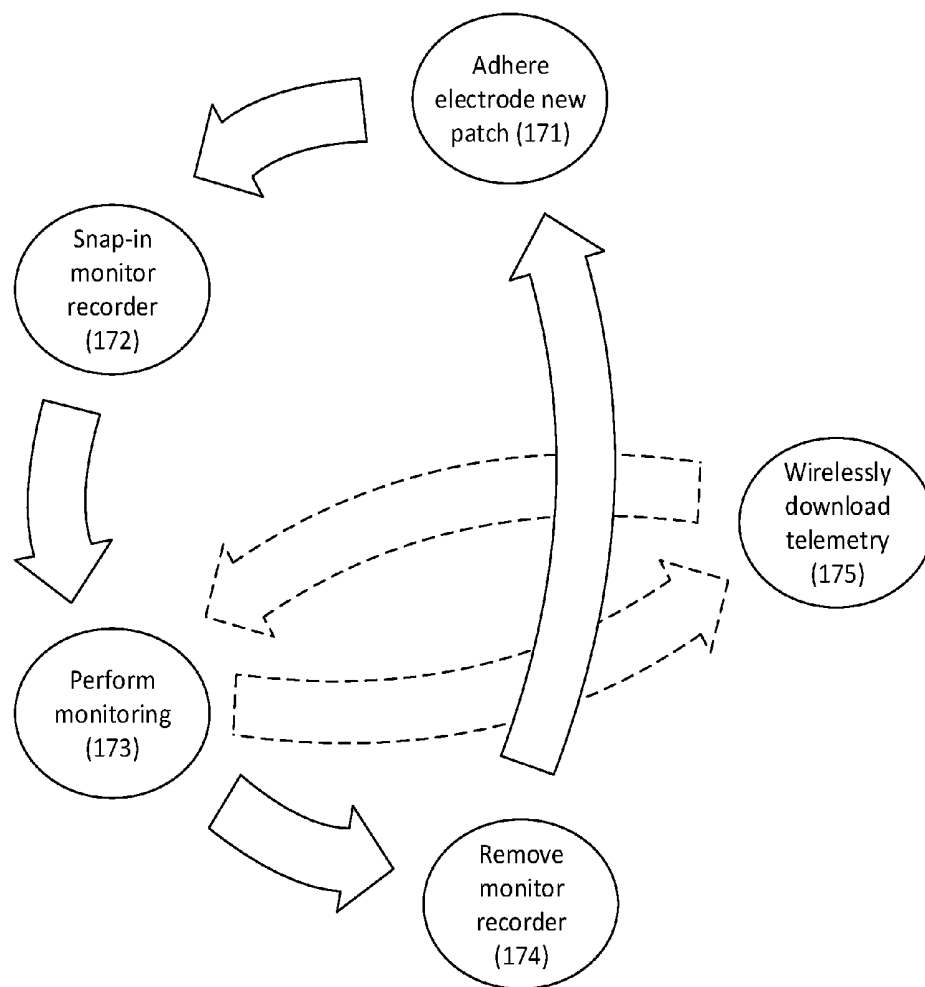 Adhere
electrode new
patch (171)
Snap-in
monitor
recorder
(172)
Wirelessly
download
telemetry
(175)
Perform
monitoring
(173)
Remove
monitor
recorder
(174)